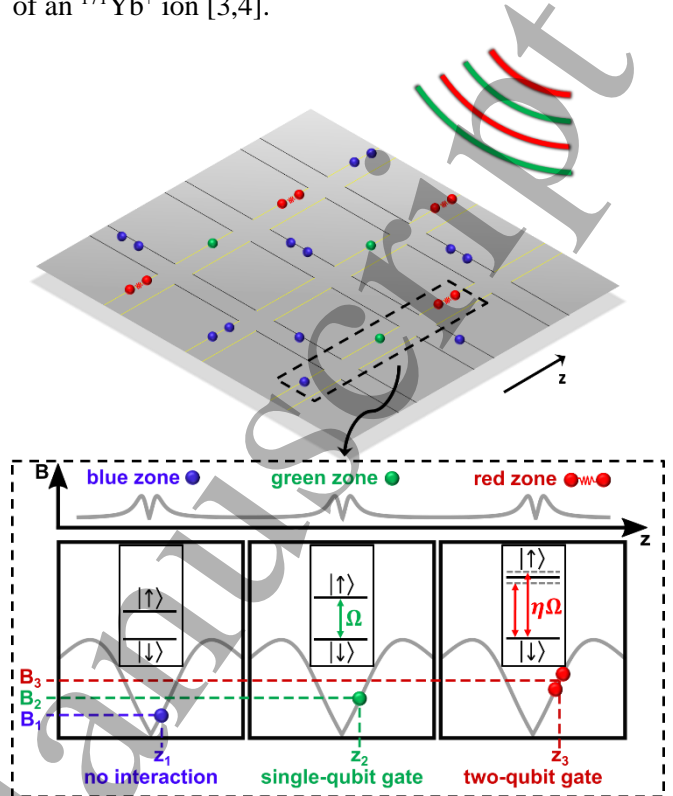 of an ¹⁷¹Yb⁺ ion [3,4].
z
B
blue zone
green zone
red zone
z
|↑⟩
|↑⟩
|↑⟩
Ω
ηΩ
|↓⟩
|↓⟩
|↓⟩
B₃
B₂
B₁
z₁
z₂
z₃
no interaction
single-qubit gate
two-qubit gate
anuscript